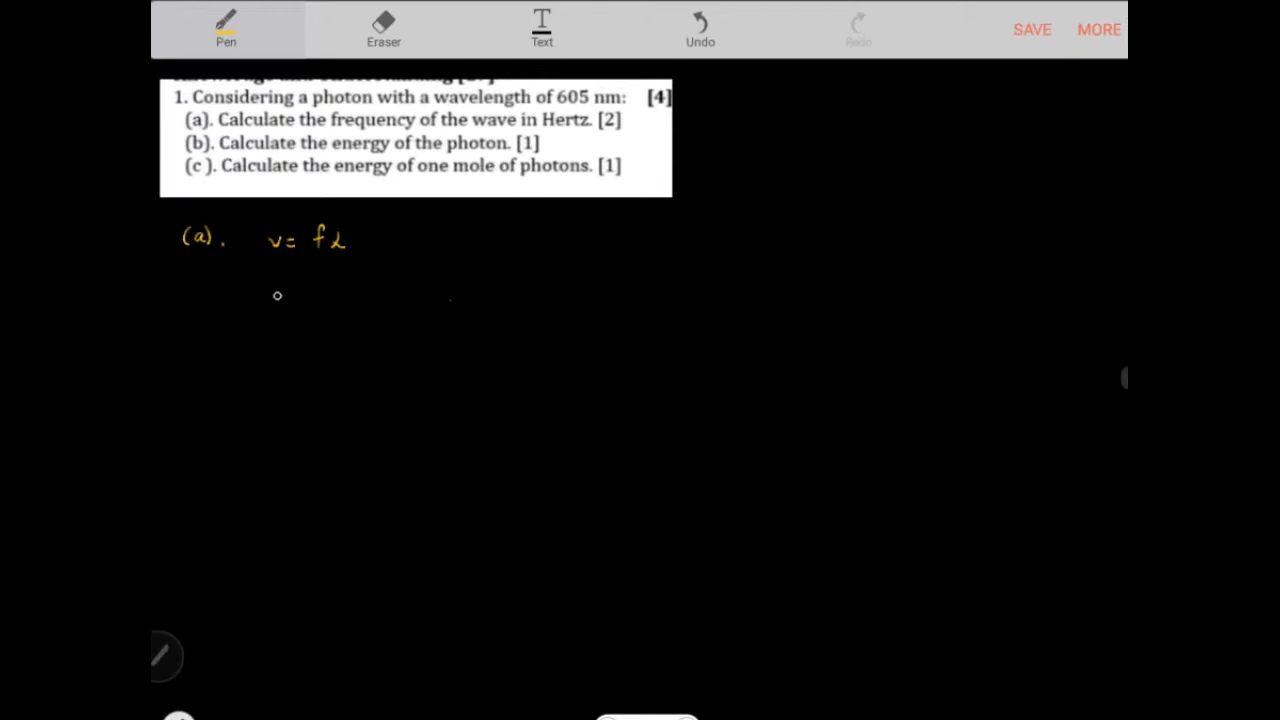 Pen Eraser Text Undo Redo SAVE MORE
1. Considering a photon with a wavelength of 605 nm: [4]
(a). Calculate the frequency of the wave in Hertz. [2]
(b). Calculate the energy of the photon. [1]
(c ). Calculate the energy of one mole of photons. [1]
(a). v= fλ